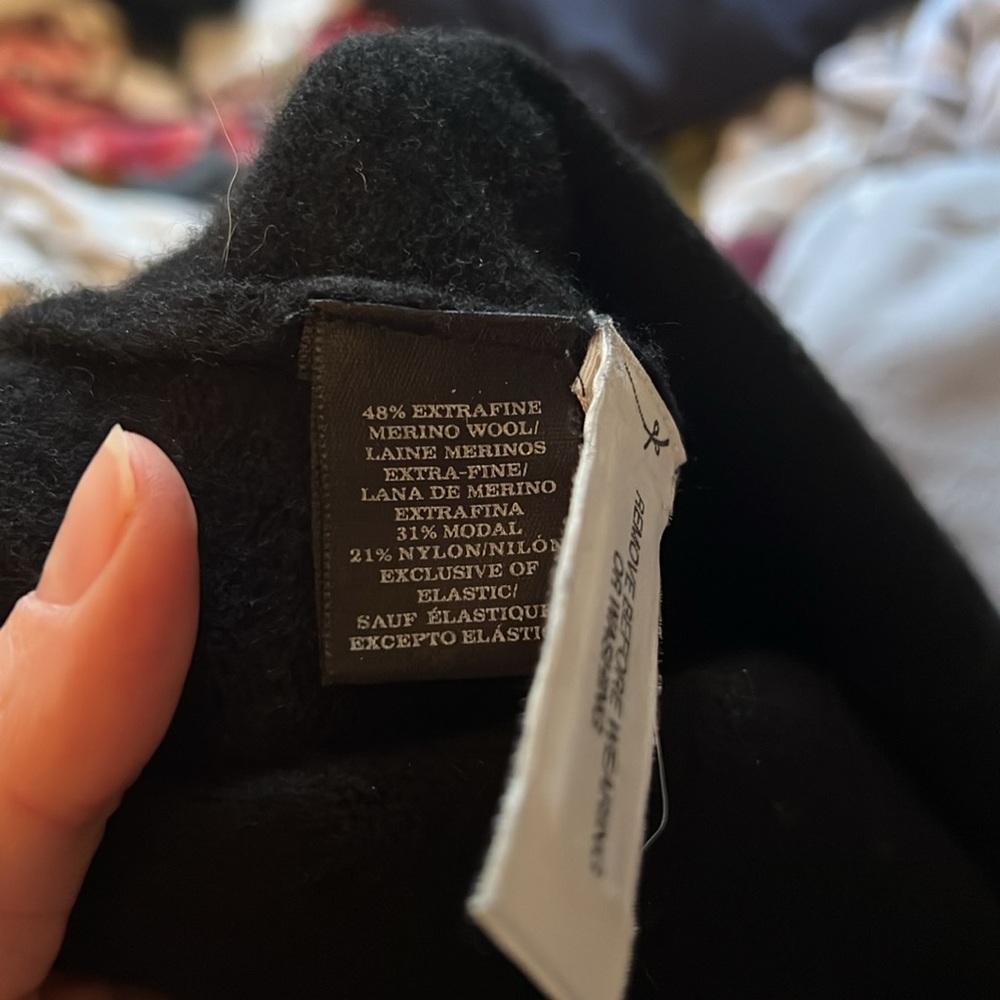 48% EXTRAFINE
MERINO WOOL/
LAINE MERINOS
EXTRA-FINE/
LANA DE MERINO
EXTRAFINA
31% MODAL
21% NYLON/NILÓN
EXCLUSIVE OF
ELASTIC/
SAUF ÉLASTIQUE
EXCEPTO ELÁSTIC
REMOVE BEFORE WEARING
OR WASHING